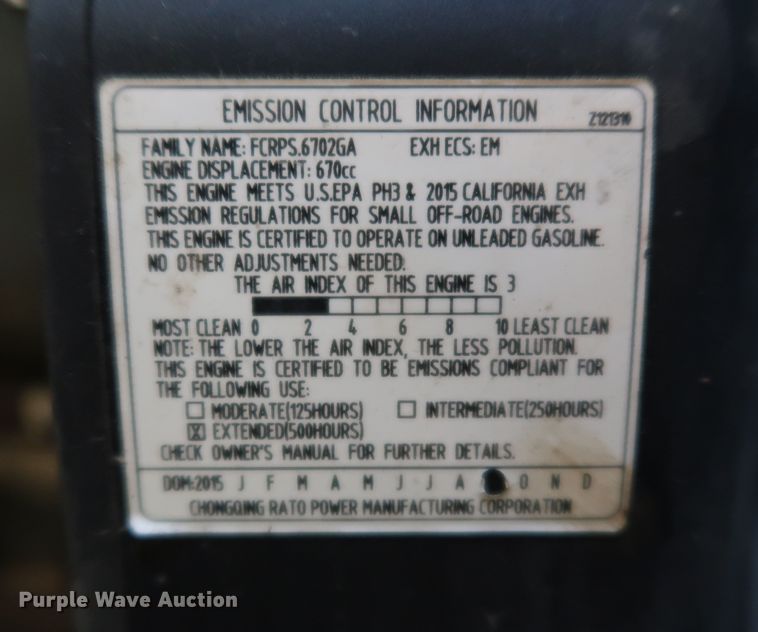 EMISSION CONTROL INFORMATION
Z121310
FAMILY NAME: FCRPS.6702GA EXH ECS: EM
ENGINE DISPLACEMENT: 670cc
THIS ENGINE MEETS U.S.EPA PH3 & 2015 CALIFORNIA EXH
EMISSION REGULATIONS FOR SMALL OFF-ROAD ENGINES.
THIS ENGINE IS CERTIFIED TO OPERATE ON UNLEADED GASOLINE.
NO OTHER ADJUSTMENTS NEEDED.
THE AIR INDEX OF THIS ENGINE IS 3
MOST CLEAN 0 2 4 6 8 10 LEAST CLEAN
NOTE: THE LOWER THE AIR INDEX, THE LESS POLLUTION.
THIS ENGINE IS CERTIFIED TO BE EMISSIONS COMPLIANT FOR
THE FOLLOWING USE:
MODERATE(125HOURS) INTERMEDIATE(250HOURS)
EXTENDED(500HOURS)
CHECK OWNER'S MANUAL FOR FURTHER DETAILS.
DOM:2015 J F M A M J J A O N D
CHONGQING RATO POWER MANUFACTURING CORPORATION
Purple Wave Auction